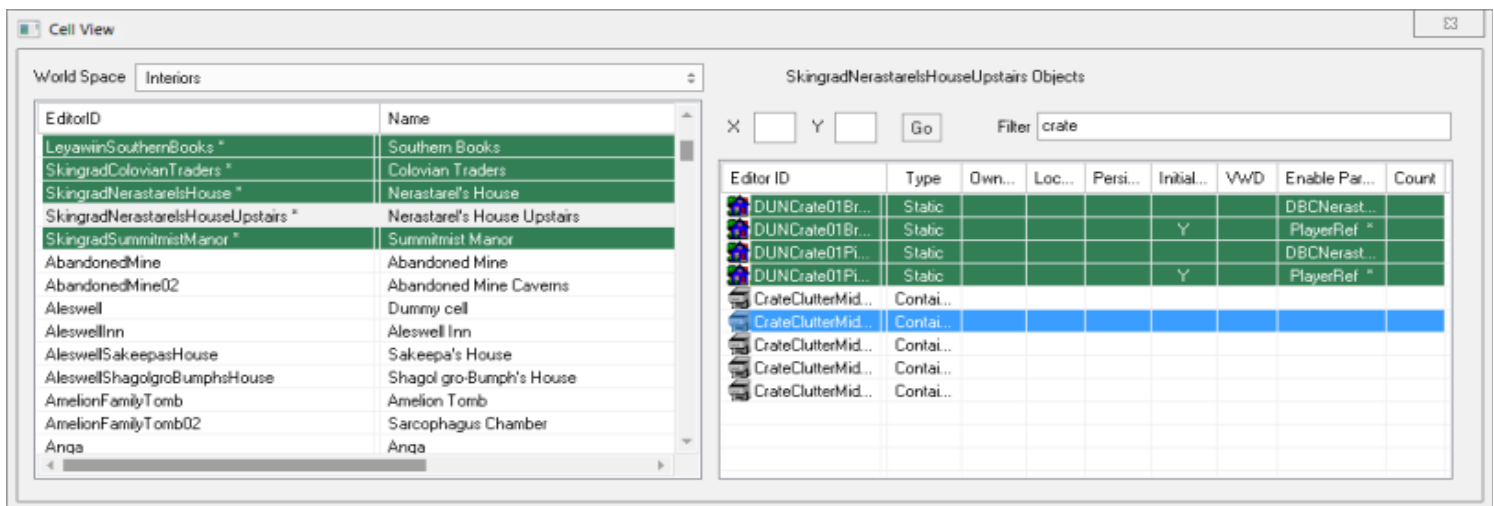 Cell View
World Space Interiors
SkingradNerastarelsHouseUpstairs Objects
X Y Go Filter crate
EditorID Name
LeyawiinSouthernBooks * Southern Books
SkingradColovianTraders * Colovian Traders
SkingradNerastarelsHouse * Nerastarel's House
SkingradNerastarelsHouseUpstairs * Nerastarel's House Upstairs
SkingradSummitmistManor * Summitmist Manor
AbandonedMine Abandoned Mine
AbandonedMine02 Abandoned Mine Caverns
Aleswell Dummy cell
AleswellInn Aleswell Inn
AleswellSakeepasHouse Sakeepa's House
AleswellShagolgroBumphsHouse Shagol gro-Bumph's House
AmelionFamilyTomb Amelion Tomb
AmelionFamilyTomb02 Sarcophagus Chamber
Anga Anga
Editor ID Type Own... Loc... Persi... Initial... VWD Enable Par... Count
DUNCrate01Br... Static DBCNerast...
DUNCrate01Br... Static Y PlayerRef *
DUNCrate01Pi... Static DBCNerast...
DUNCrate01Pi... Static Y PlayerRef *
CrateClutterMid... Contai...
CrateClutterMid... Contai...
CrateClutterMid... Contai...
CrateClutterMid... Contai...
CrateClutterMid... Contai...